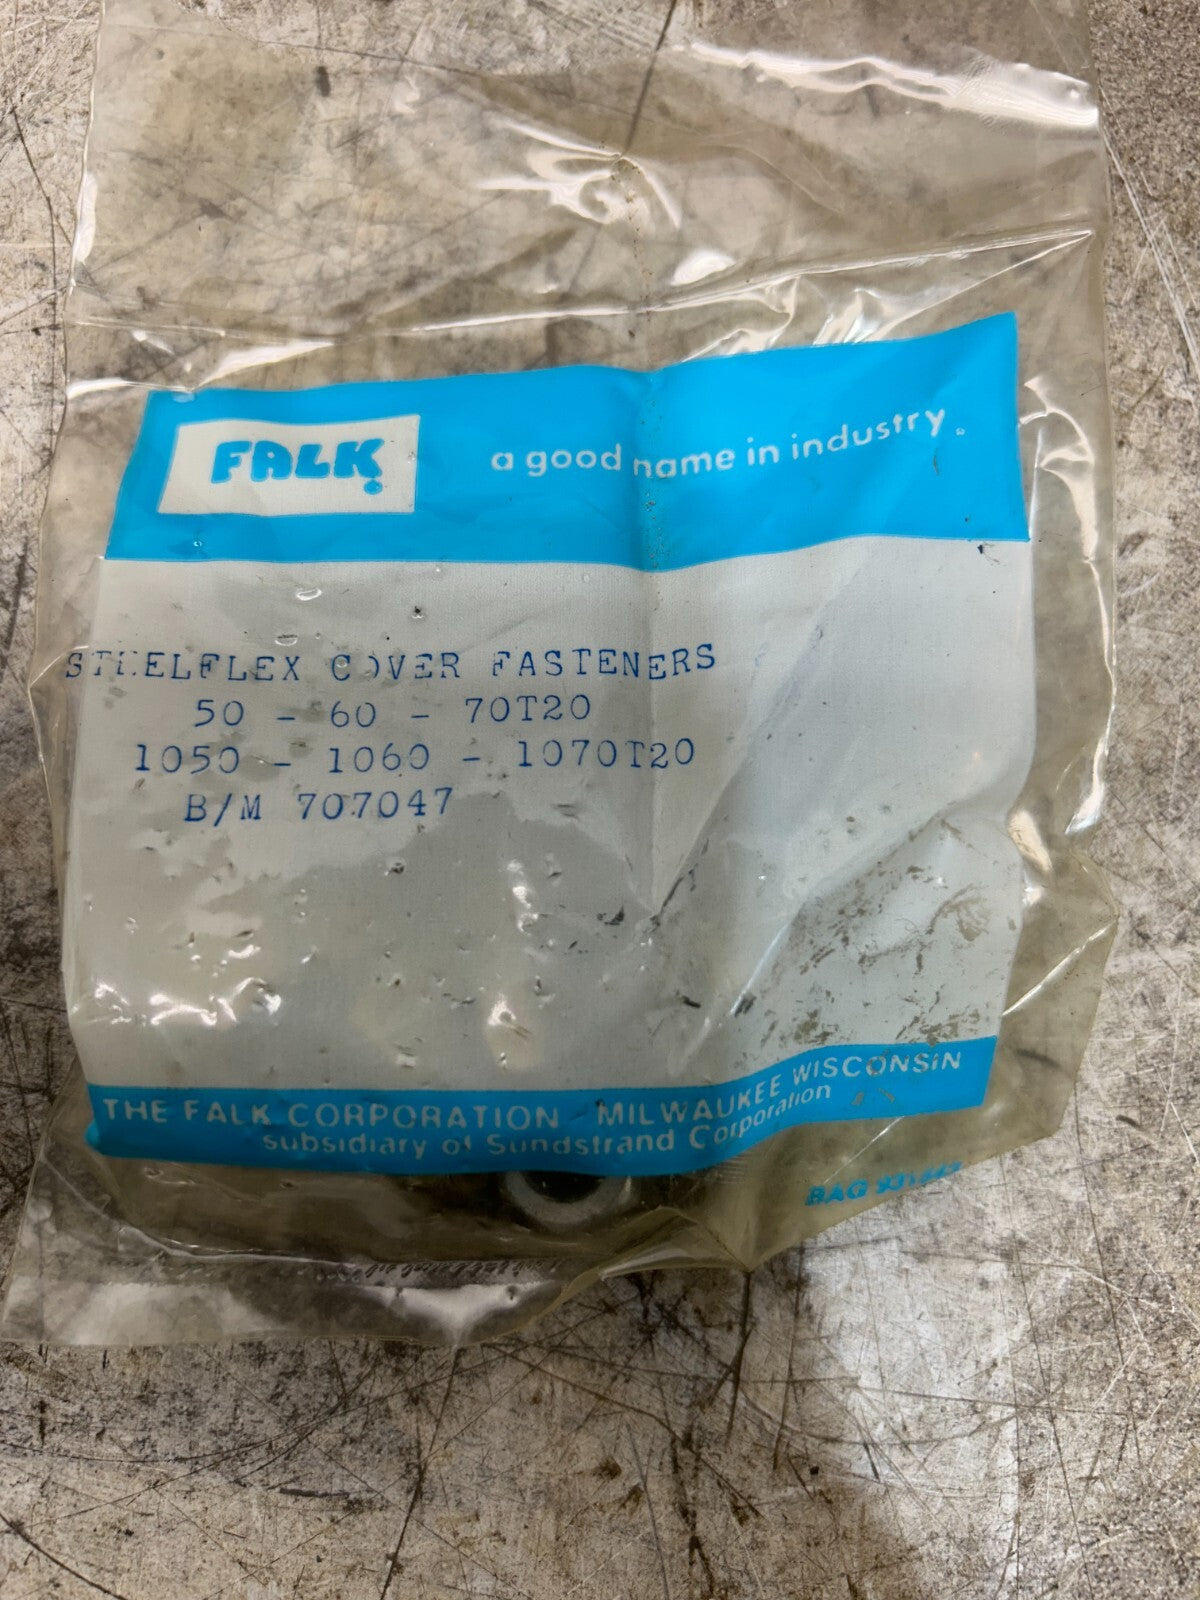 FALK
a good name in industry.
STEELFLEX COVER FASTENERS
50 - 60 - 70T20
1050 - 1060 - 1070T20
B/M 707047
THE FALK CORPORATION MILWAUKEE WISCONSIN
subsidiary of Sundstrand Corporation
BAG